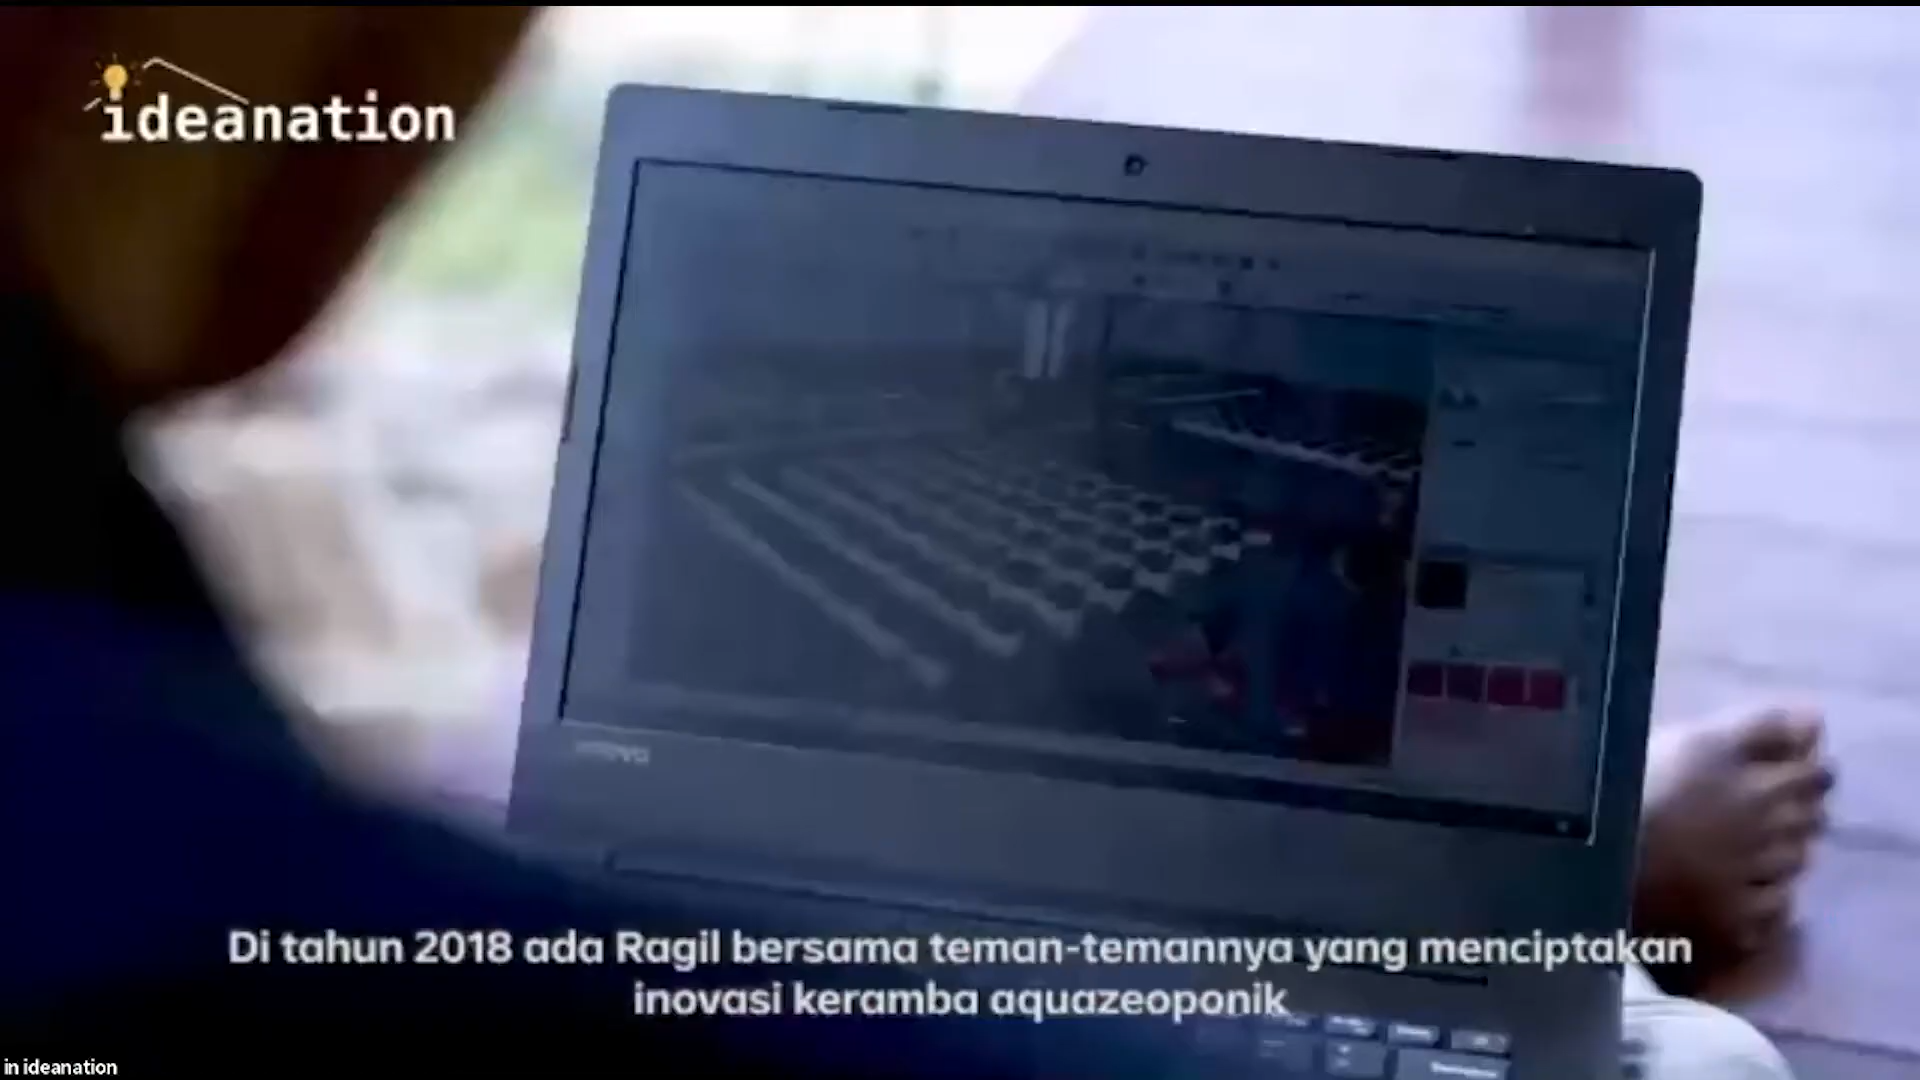 ideanation
Di tahun 2018 ada Ragil bersama teman-temannya yang menciptakan
inovasi keramba aquazeoponik
in ideanation